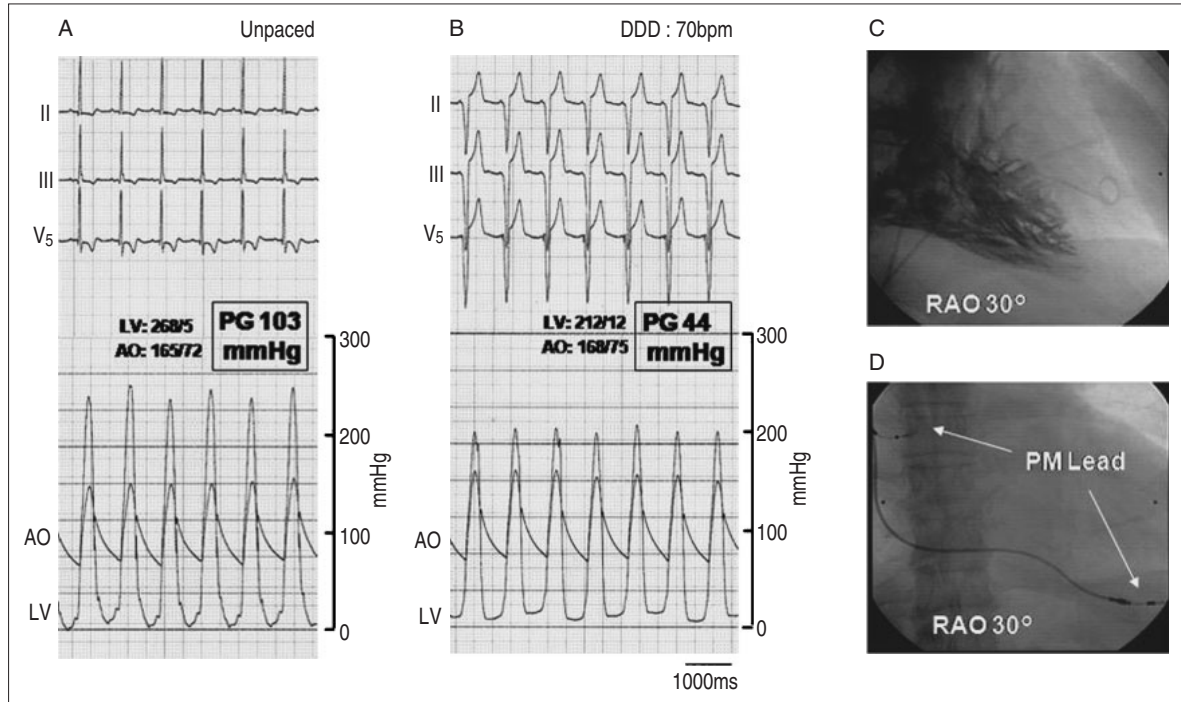 A
Unpaced
II
III
V5
LV: 268/5
AO: 165/72
PG 103
mmHg
300
200
100
0
mmHg
AO
LV
B
DDD : 70bpm
II
III
V5
LV: 212/12
AO: 168/75
PG 44
mmHg
300
200
100
0
mmHg
AO
LV
1000ms
C
RAO 30°
D
PM Lead
RAO 30°